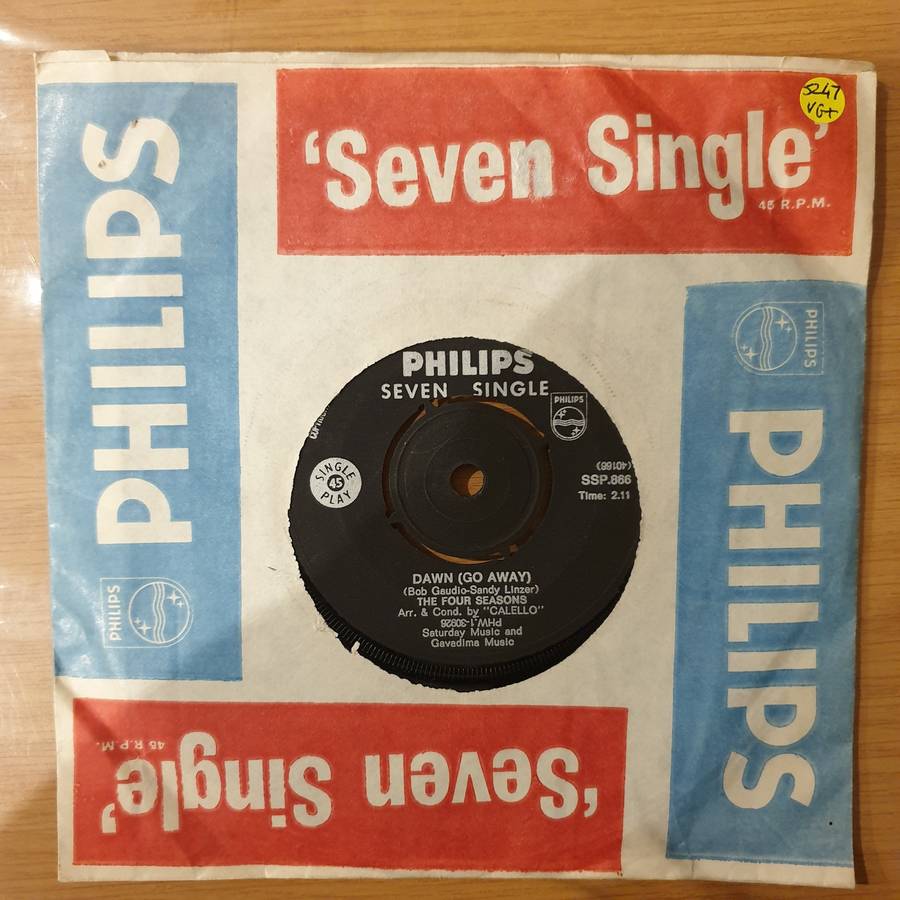 'Seven Single'
45 R.P.M.
5247
VG+
PHILIPS
PHILIPS
PHILIPS
SEVEN SINGLE
PHILIPS
SINGLE
45
PLAY
(40166)
SSP.866
Time: 2.11
DAWN (GO AWAY)
(Bob Gaudio-Sandy Linzer)
THE FOUR SEASONS
Arr. & Cond. by "CALELLO"
PHW.1-30926
Saturday Music and
Gavadima Music
PHILIPS
PHILIPS
'Seven Single'
45 R.P.M.